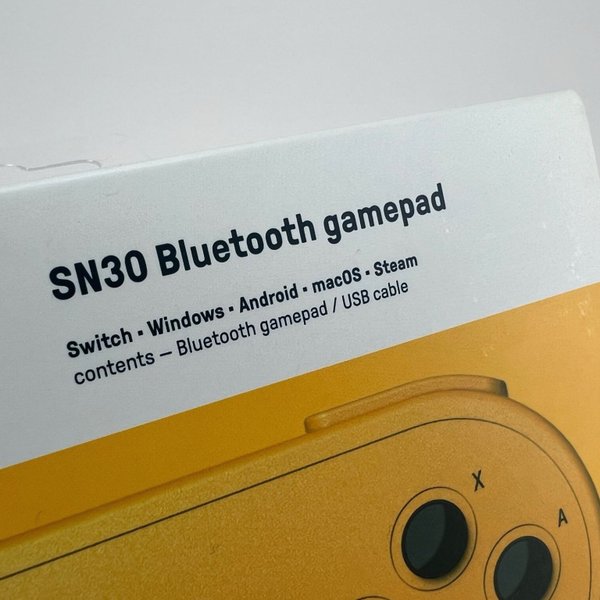 SN30 Bluetooth gamepad
Switch · Windows · Android · macOS · Steam
contents – Bluetooth gamepad / USB cable
X
A